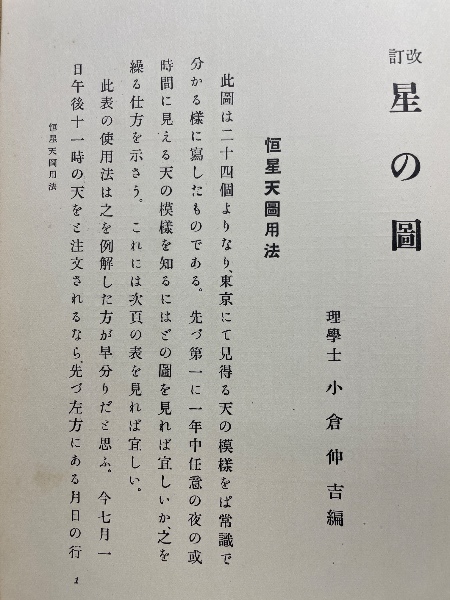 改訂
星の圖
理學士 小倉伸吉編
恒星天圖用法
此圖は二十四個よりなり、東京にて見得る天の模樣をば常識で
分かる樣に寫したものである。 先づ第一に一年中任意の夜の或
時間に見える天の模樣を知るにはどの圖を見れば宜しいか、之を
繰る仕方を示さう。 これには次頁の表を見れば宜しい。
此表の使用法は之を例解した方が早分りだと思ふ。 今七月一
日午後十一時の天をと注文されるなら、先づ左方にある月日の行
恒星天圖用法
1